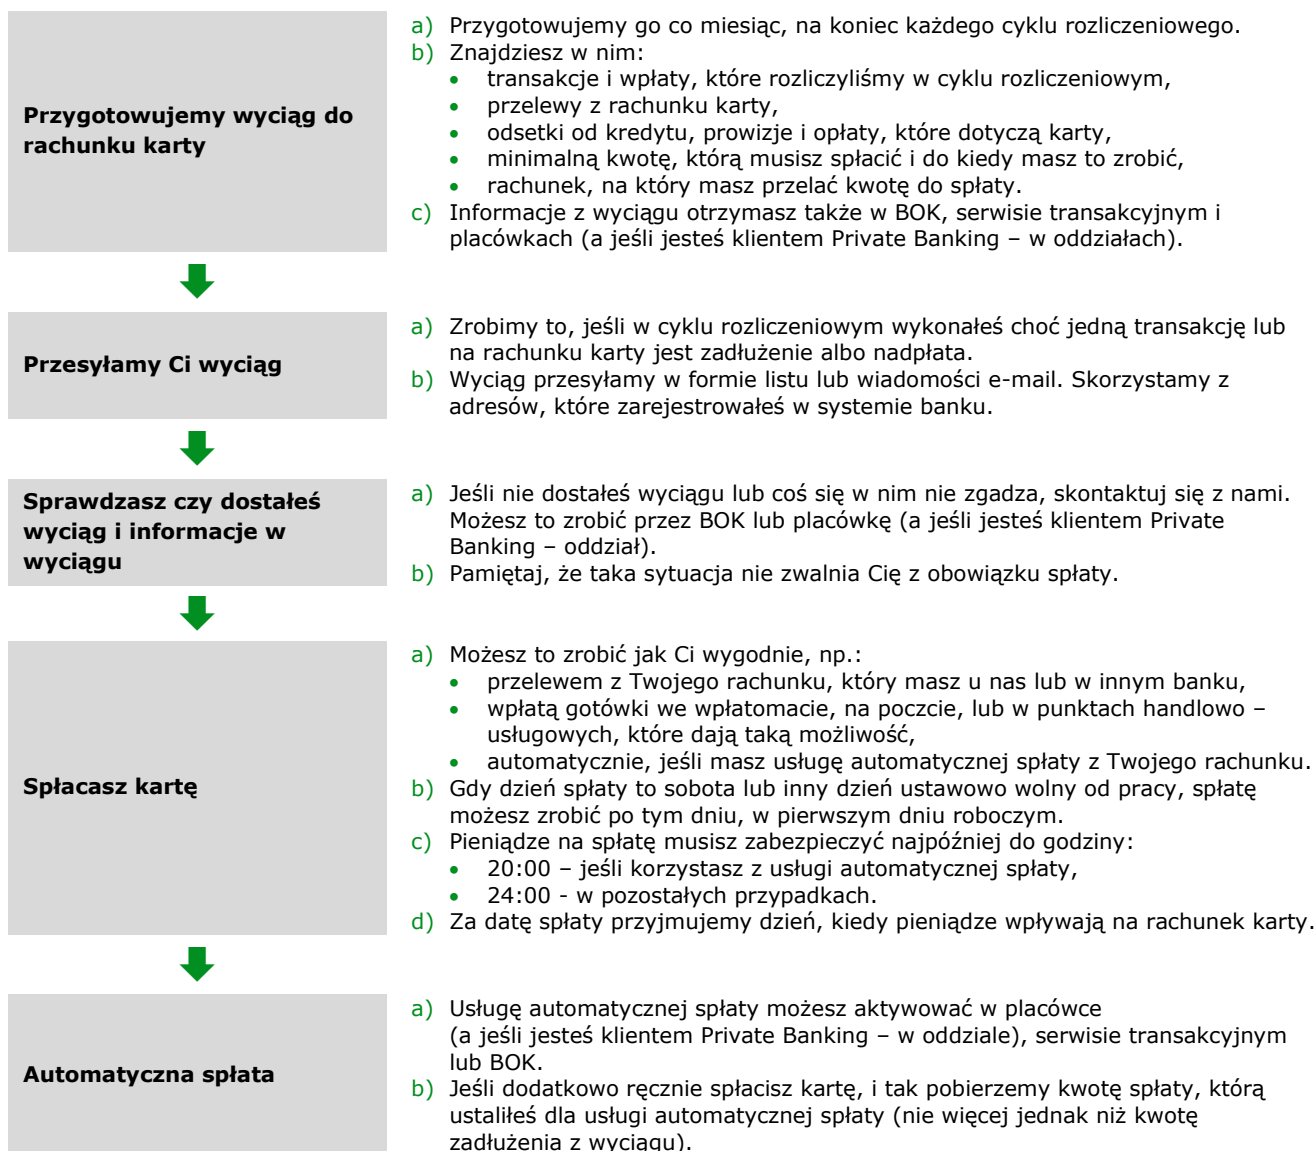 Przygotowujemy wyciąg do
rachunku karty
a) Przygotowujemy go co miesiąc, na koniec każdego cyklu rozliczeniowego.
b) Znajdziesz w nim:
• transakcje i wpłaty, które rozliczyliśmy w cyklu rozliczeniowym,
• przelewy z rachunku karty,
• odsetki od kredytu, prowizje i opłaty, które dotyczą karty,
• minimalną kwotę, którą musisz spłacić i do kiedy masz to zrobić,
• rachunek, na który masz przelać kwotę do spłaty.
c) Informacje z wyciągu otrzymasz także w BOK, serwisie transakcyjnym i
placówkach (a jeśli jesteś klientem Private Banking – w oddziałach).
Przesyłamy Ci wyciąg
a) Zrobimy to, jeśli w cyklu rozliczeniowym wykonałeś choć jedną transakcję lub
na rachunku karty jest zadłużenie albo nadpłata.
b) Wyciąg przesyłamy w formie listu lub wiadomości e-mail. Skorzystamy z
adresów, które zarejestrowałeś w systemie banku.
Sprawdzasz czy dostałeś
wyciąg i informacje w
wyciągu
a) Jeśli nie dostałeś wyciągu lub coś się w nim nie zgadza, skontaktuj się z nami.
Możesz to zrobić przez BOK lub placówkę (a jeśli jesteś klientem Private
Banking – oddział).
b) Pamiętaj, że taka sytuacja nie zwalnia Cię z obowiązku spłaty.
Spłacasz kartę
a) Możesz to zrobić jak Ci wygodnie, np.:
• przelewem z Twojego rachunku, który masz u nas lub w innym banku,
• wpłatą gotówki we wpłatomacie, na poczcie, lub w punktach handlowo –
usługowych, które dają taką możliwość,
• automatycznie, jeśli masz usługę automatycznej spłaty z Twojego rachunku.
b) Gdy dzień spłaty to sobota lub inny dzień ustawowo wolny od pracy, spłatę
możesz zrobić po tym dniu, w pierwszym dniu roboczym.
c) Pieniądze na spłatę musisz zabezpieczyć najpóźniej do godziny:
• 20:00 – jeśli korzystasz z usługi automatycznej spłaty,
• 24:00 - w pozostałych przypadkach.
d) Za datę spłaty przyjmujemy dzień, kiedy pieniądze wpływają na rachunek karty.
Automatyczna spłata
a) Usługę automatycznej spłaty możesz aktywować w placówce
(a jeśli jesteś klientem Private Banking – w oddziale), serwisie transakcyjnym
lub BOK.
b) Jeśli dodatkowo ręcznie spłacisz kartę, i tak pobierzemy kwotę spłaty, którą
ustaliłeś dla usługi automatycznej spłaty (nie więcej jednak niż kwotę
zadłużenia z wyciągu).